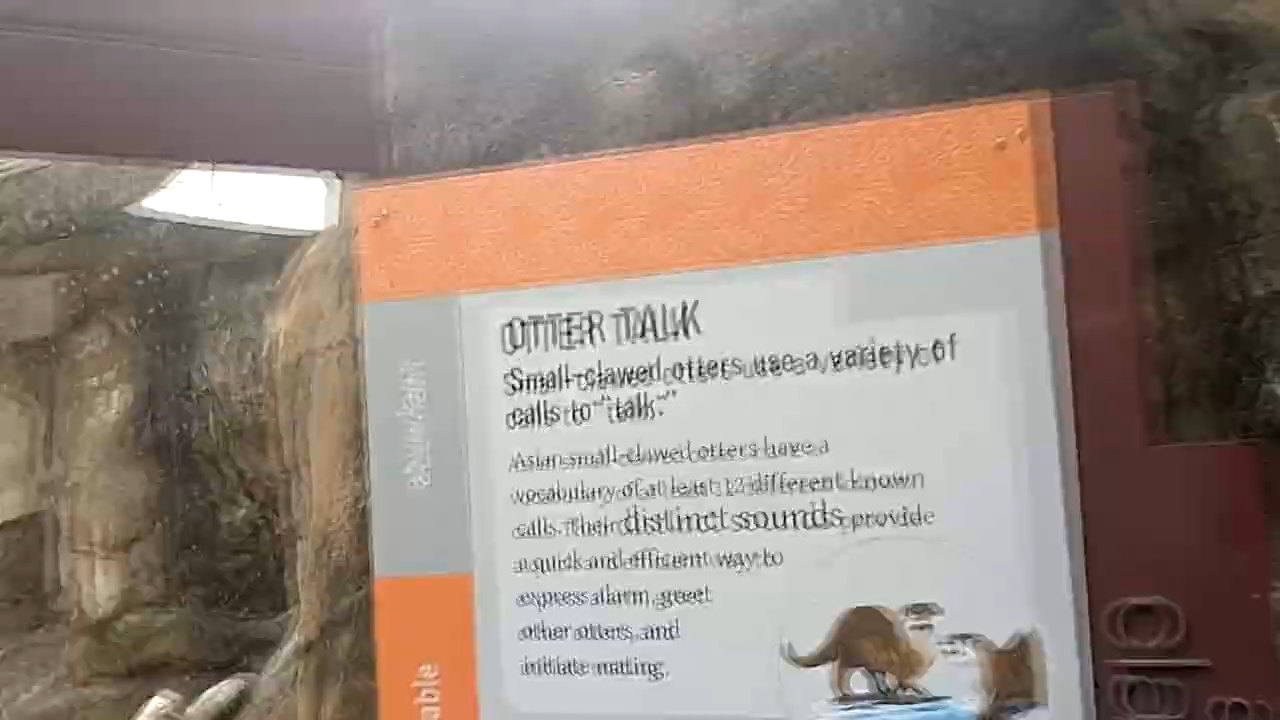 OTTER TALK
Small-clawed otters use a variety of
calls to "talk."
Asian small-clawed otters have a
vocabulary of at least 12 different known
calls. Their distinct sounds provide
a quick and efficient way to
express alarm, greet
other otters, and
initiate mating.
able